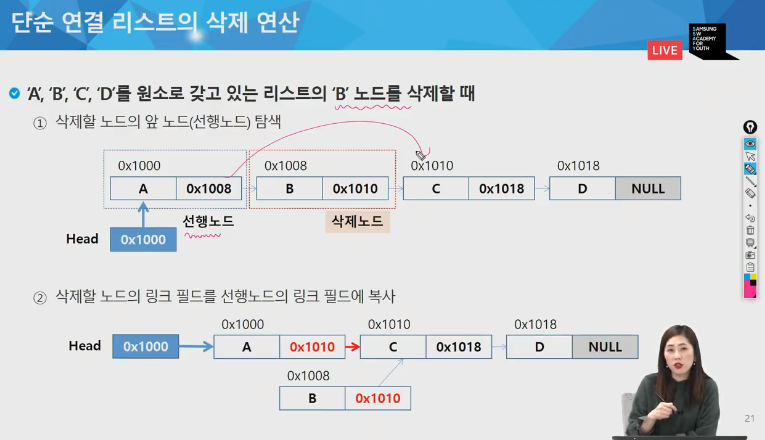 단순 연결 리스트의 삭제 연산
LIVE
SAMSUNG
SW
ACADEMY
FOR
YOUTH
'A', 'B', 'C', 'D'를 원소로 갖고 있는 리스트의 'B' 노드를 삭제할 때
① 삭제할 노드의 앞 노드(선행노드) 탐색
0x1000 0x1008 0x1010 0x1018
A 0x1008 B 0x1010 C 0x1018 D NULL
선행노드 삭제노드
Head 0x1000
② 삭제할 노드의 링크 필드를 선행노드의 링크 필드에 복사
0x1000 0x1010 0x1018
Head 0x1000 A 0x1010 C 0x1018 D NULL
0x1008
B 0x1010
21